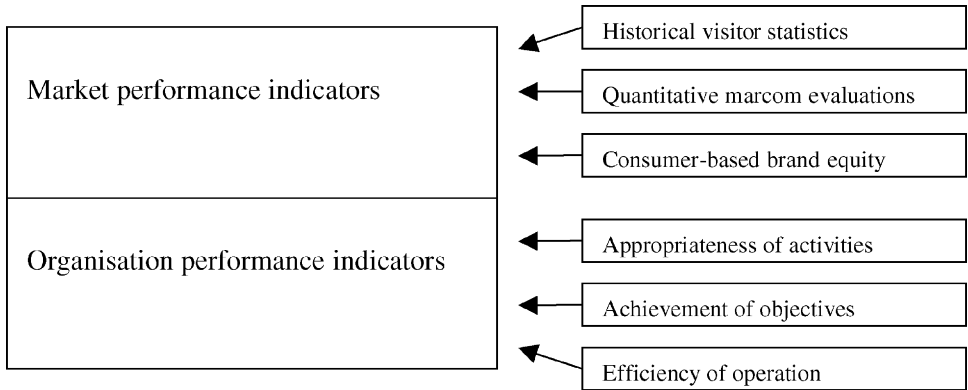 Historical visitor statistics
Market performance indicators
Quantitative marcom evaluations
Consumer-based brand equity
Appropriateness of activities
Organisation performance indicators
Achievement of objectives
Efficiency of operation